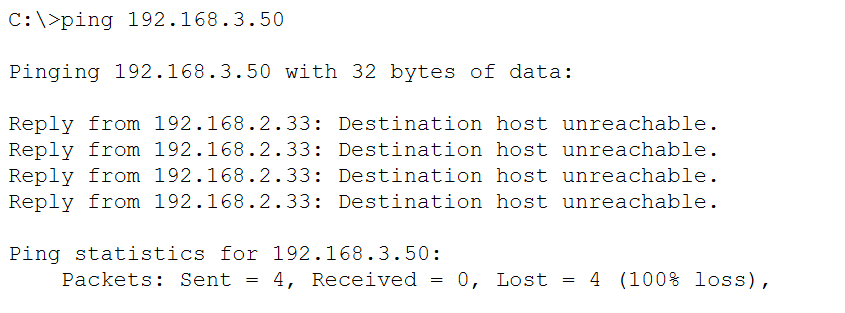 C:\>ping 192.168.3.50
Pinging 192.168.3.50 with 32 bytes of data:
Reply from 192.168.2.33: Destination host unreachable.
Reply from 192.168.2.33: Destination host unreachable.
Reply from 192.168.2.33: Destination host unreachable.
Reply from 192.168.2.33: Destination host unreachable.
Ping statistics for 192.168.3.50:
    Packets: Sent = 4, Received = 0, Lost = 4 (100% loss),